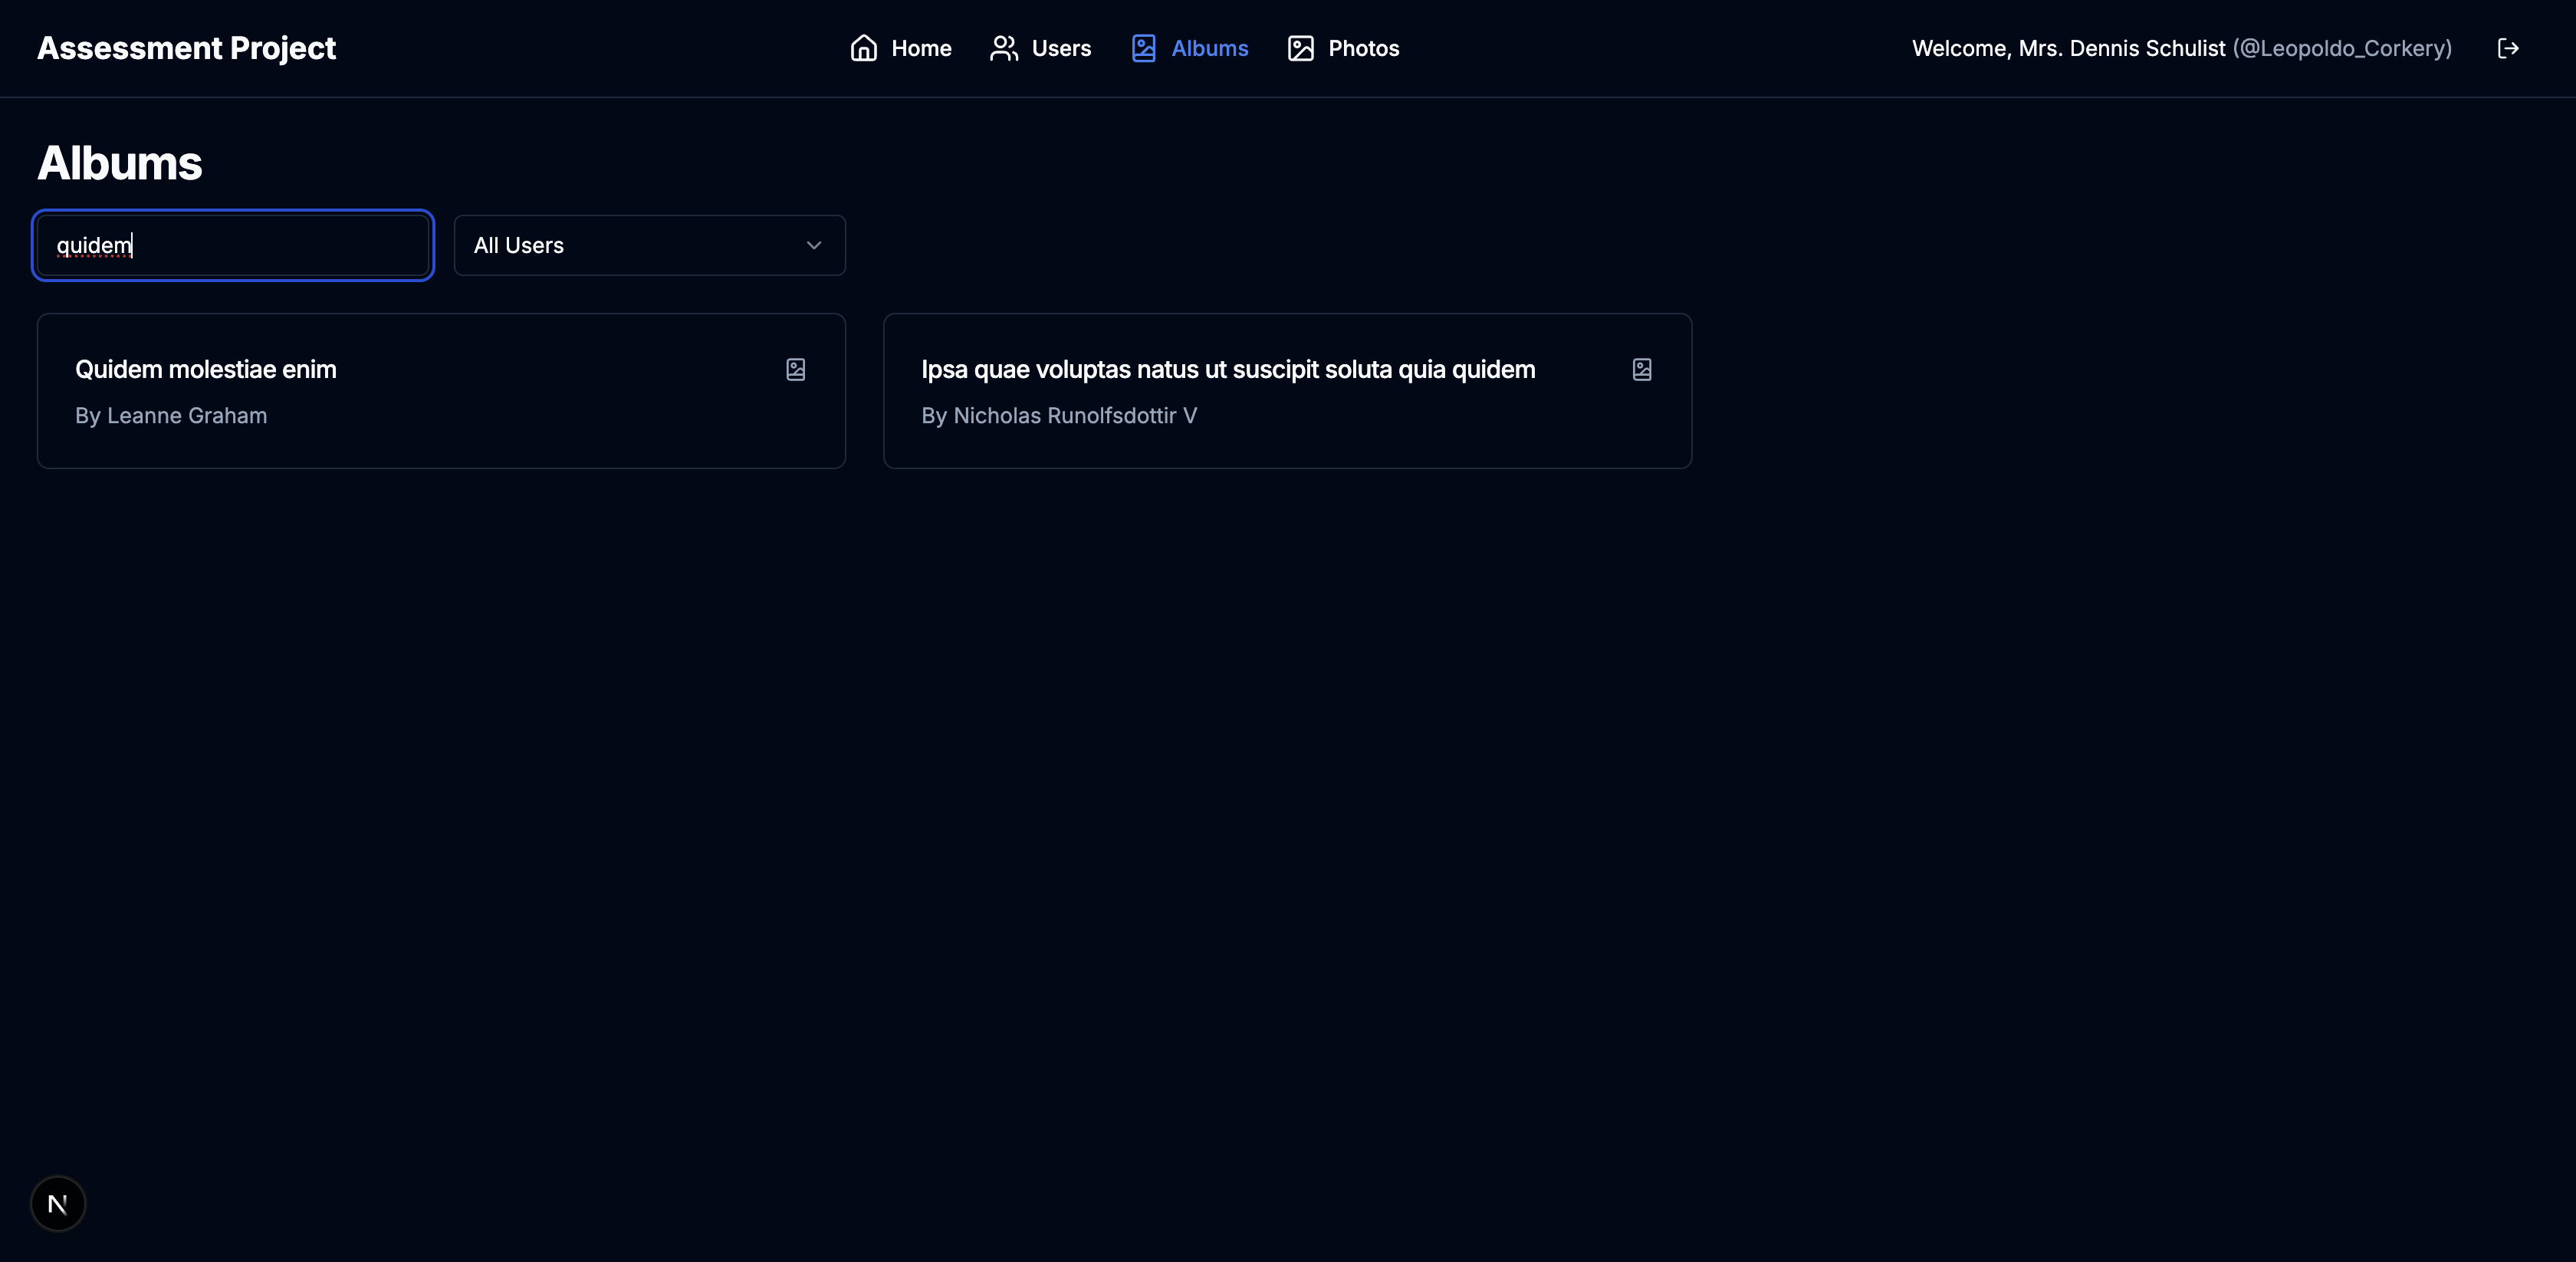 Assessment Project
Home
Users
Albums
Photos
Welcome, Mrs. Dennis Schulist (@Leopoldo_Corkery)
Albums
quidem
All Users
Quidem molestiae enim
By Leanne Graham
Ipsa quae voluptas natus ut suscipit soluta quia quidem
By Nicholas Runolfsdottir V
N